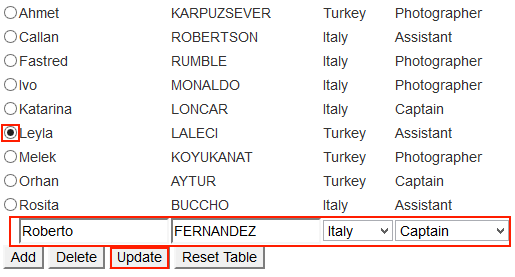 Ahmet KARPUZSEVER Turkey Photographer
Callan ROBERTSON Italy Assistant
Fastred RUMBLE Italy Photographer
Ivo MONALDO Italy Photographer
Katarina LONCAR Italy Captain
Leyla LALECI Turkey Assistant
Melek KOYUKANAT Turkey Photographer
Orhan AYTUR Turkey Captain
Rosita BUCCHO Italy Assistant
Roberto FERNANDEZ Italy Captain
Add Delete Update Reset Table